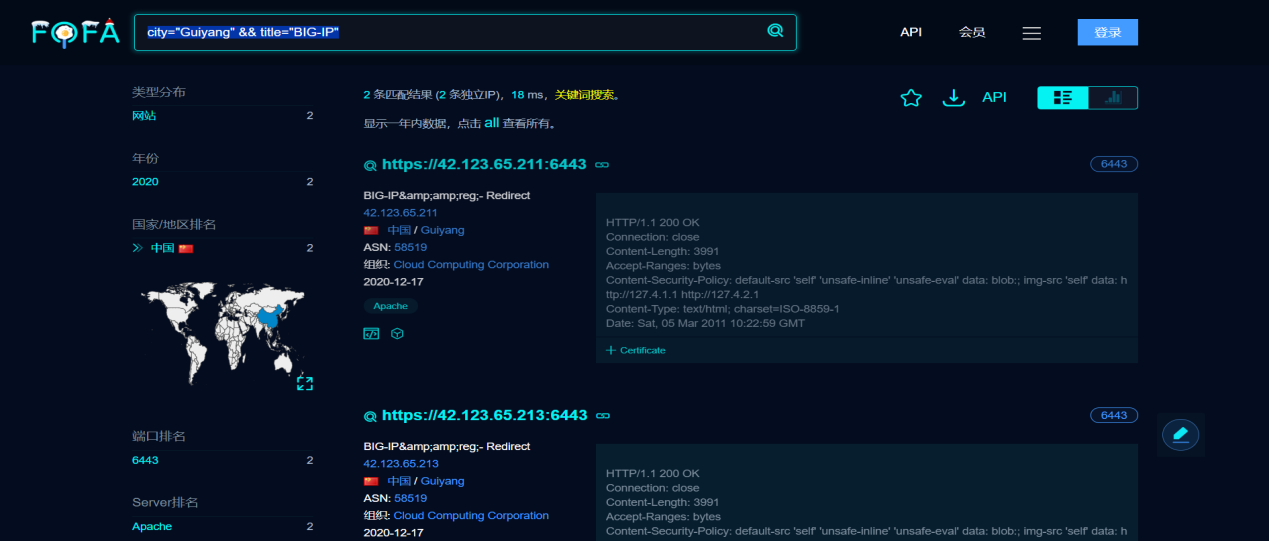 FOFA
city="Guiyang" && title="BIG-IP"
API
会员
登录
类型分布
网站 2
年份
2020 2
国家/地区排名
中国 2
端口排名
6443 2
Server排名
Apache 2
2 条匹配结果 (2 条独立IP)，18 ms，关键词搜索。
显示一年内数据，点击 all 查看所有。
API
https://42.123.65.211:6443
6443
BIG-IP&amp;amp;reg;- Redirect
42.123.65.211
中国 / Guiyang
ASN: 58519
组织: Cloud Computing Corporation
2020-12-17
Apache
HTTP/1.1 200 OK
Connection: close
Content-Length: 3991
Accept-Ranges: bytes
Content-Security-Policy: default-src 'self' 'unsafe-inline' 'unsafe-eval' data: blob:; img-src 'self' data: h
ttp://127.4.1.1 http://127.4.2.1
Content-Type: text/html; charset=ISO-8859-1
Date: Sat, 05 Mar 2011 10:22:59 GMT
Certificate
https://42.123.65.213:6443
6443
BIG-IP&amp;amp;reg;- Redirect
42.123.65.213
中国 / Guiyang
ASN: 58519
组织: Cloud Computing Corporation
2020-12-17
HTTP/1.1 200 OK
Connection: close
Content-Length: 3991
Accept-Ranges: bytes
Content-Security-Policy: default-src 'self' 'unsafe-inline' 'unsafe-eval' data: blob:; img-src 'self' data: h